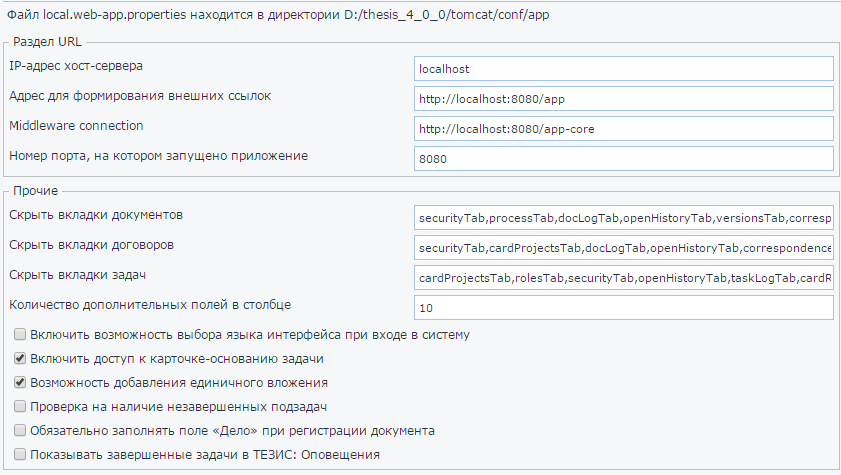 Файл local.web-app.properties находится в директории D:/thesis_4_0_0/tomcat/conf/app
Раздел URL
IP-адрес хост-сервера
localhost
Адрес для формирования внешних ссылок
http://localhost:8080/app
Middleware connection
http://localhost:8080/app-core
Номер порта, на котором запущено приложение
8080
Прочие
Скрыть вкладки документов
securityTab,processTab,docLogTab,openHistoryTab,versionsTab,corresp
Скрыть вкладки договоров
securityTab,cardProjectsTab,docLogTab,openHistoryTab,correspondence
Скрыть вкладки задач
cardProjectsTab,rolesTab,securityTab,openHistoryTab,taskLogTab,cardR
Количество дополнительных полей в столбце
10
Включить возможность выбора языка интерфейса при входе в систему
Включить доступ к карточке-основанию задачи
Возможность добавления единичного вложения
Проверка на наличие незавершенных подзадач
Обязательно заполнять поле «Дело» при регистрации документа
Показывать завершенные задачи в ТЕЗИС: Оповещения